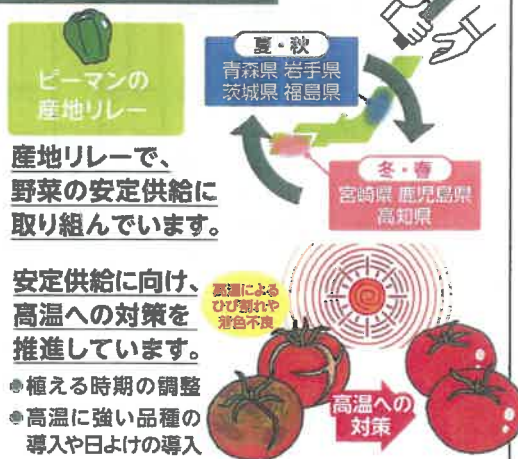 ピーマンの
産地リレー
夏・秋
青森県 岩手県
茨城県 福島県
冬・春
宮崎県 鹿児島県
高知県
産地リレーで、
野菜の安定供給に
取り組んでいます。
安定供給に向け、
高温への対策を
推進しています。
●植える時期の調整
●高温に強い品種の
導入や日よけの導入
高温による
ひび割れや
着色不良
高温への
対策